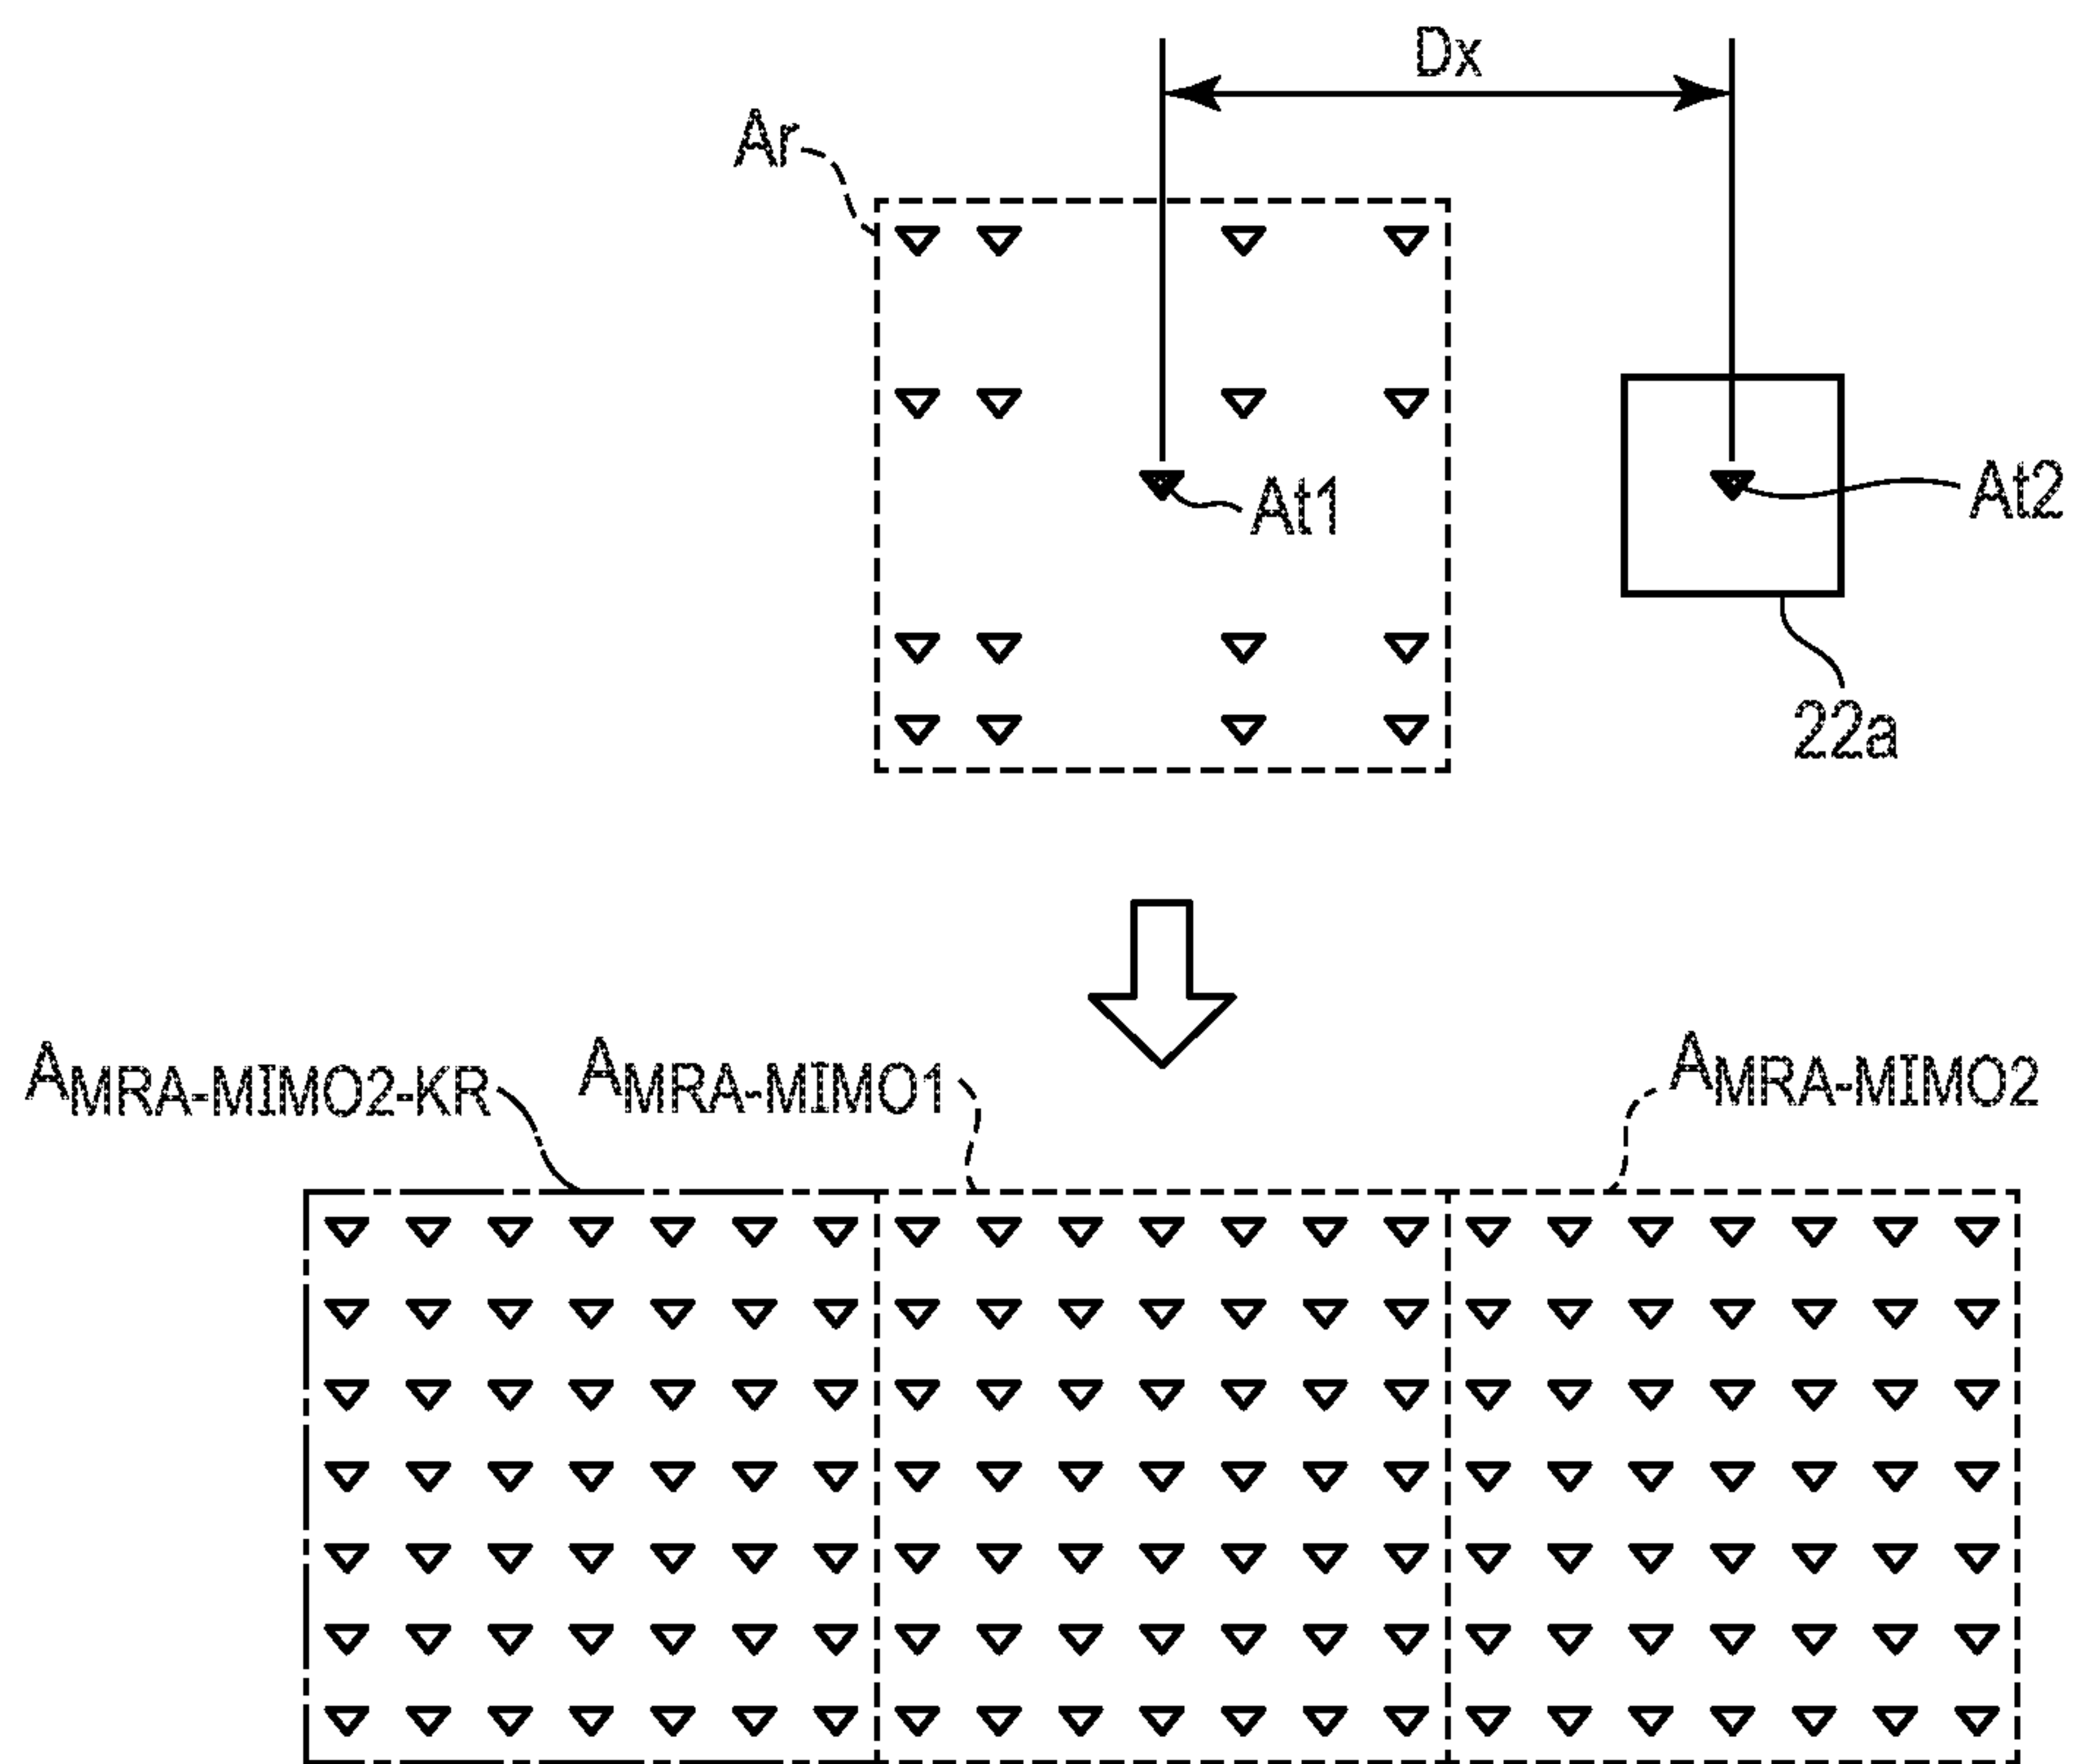 Dx
Ar
At1
At2
22a
AMRA-MIMO2-KR
AMRA-MIMO1
AMRA-MIMO2